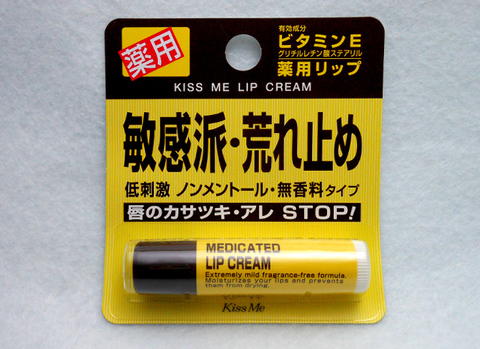 薬用
有効成分
ビタミンE
グリチルレチン酸ステアリル
薬用リップ
KISS ME LIP CREAM
敏感派・荒れ止め
低刺激 ノンメントール・無香料タイプ
唇のカサツキ・アレ STOP!
MEDICATED
LIP CREAM
Extremely mild fragrance-free formula.
Moisturizes your lips and prevents
them from drying.
Kiss Me